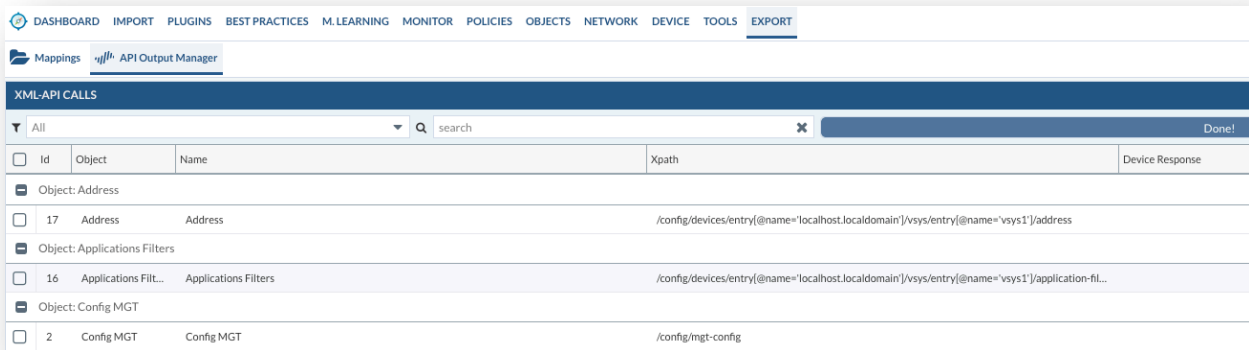 DASHBOARD IMPORT PLUGINS BEST PRACTICES M. LEARNING MONITOR POLICIES OBJECTS NETWORK DEVICE TOOLS EXPORT
Mappings API Output Manager
XML-API CALLS
All search Done!
Id Object Name Xpath Device Response
Object: Address
17 Address Address /config/devices/entry[@name='localhost.localdomain']/vsys/entry[@name='vsys1']/address
Object: Applications Filters
16 Applications Filt... Applications Filters /config/devices/entry[@name='localhost.localdomain']/vsys/entry[@name='vsys1']/application-fil...
Object: Config MGT
2 Config MGT Config MGT /config/mgt-config